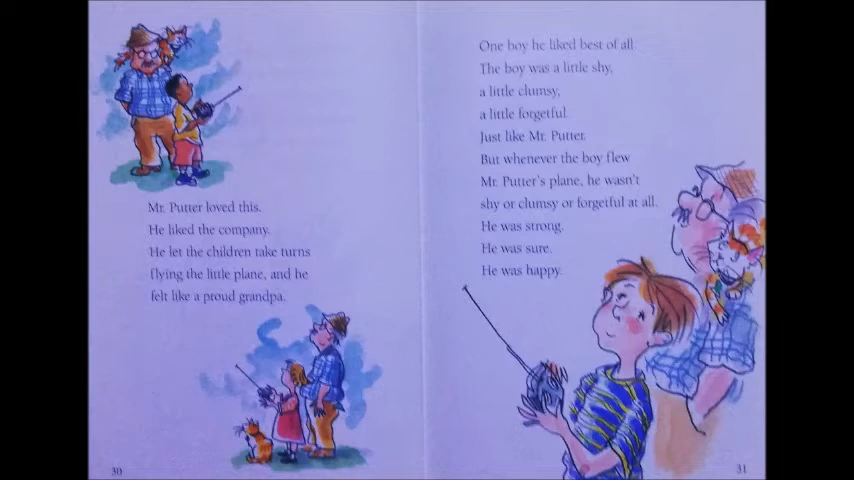 Mr. Putter loved this.
He liked the company.
He let the children take turns
flying the little plane, and he
felt like a proud grandpa.
30
One boy he liked best of all.
The boy was a little shy,
a little clumsy,
a little forgetful.
Just like Mr. Putter.
But whenever the boy flew
Mr. Putter's plane, he wasn't
shy or clumsy or forgetful at all.
He was strong.
He was sure.
He was happy.
31